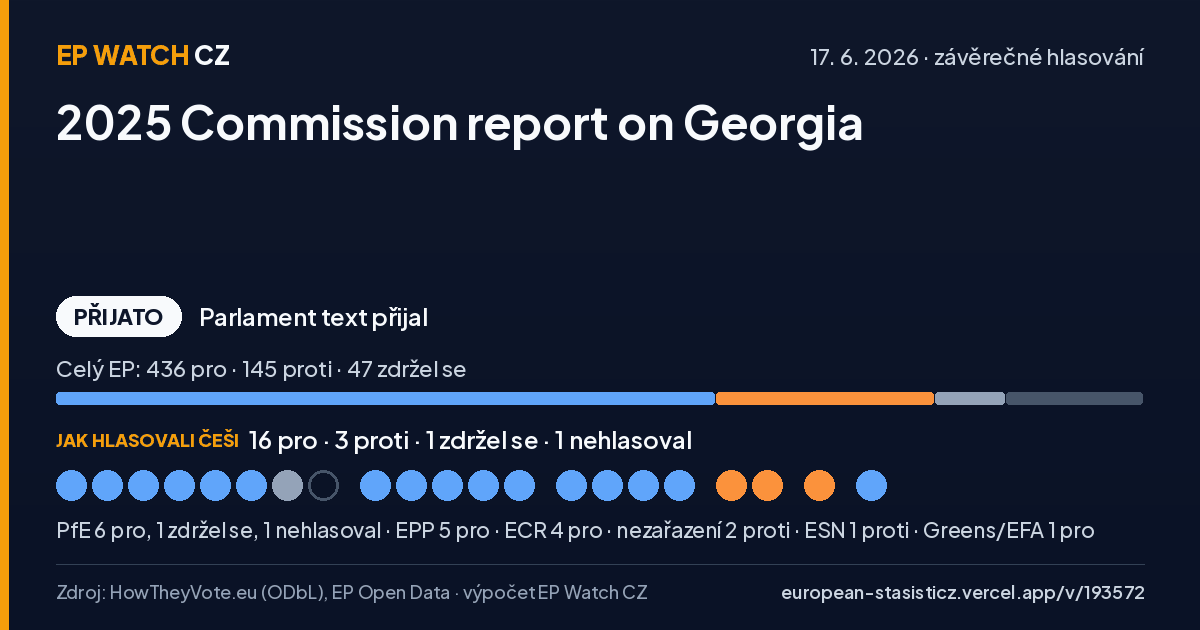 EP WATCH CZ
17. 6. 2026 · závěrečné hlasování
2025 Commission report on Georgia
PŘIJATO Parlament text přijal
Celý EP: 436 pro · 145 proti · 47 zdržel se
JAK HLASOVALI ČEŠI 16 pro · 3 proti · 1 zdržel se · 1 nehlasoval
PfE 6 pro, 1 zdržel se, 1 nehlasoval · EPP 5 pro · ECR 4 pro · nezařazení 2 proti · ESN 1 proti · Greens/EFA 1 pro
Zdroj: HowTheyVote.eu (ODbL), EP Open Data · výpočet EP Watch CZ
european-stasisticz.vercel.app/v/193572